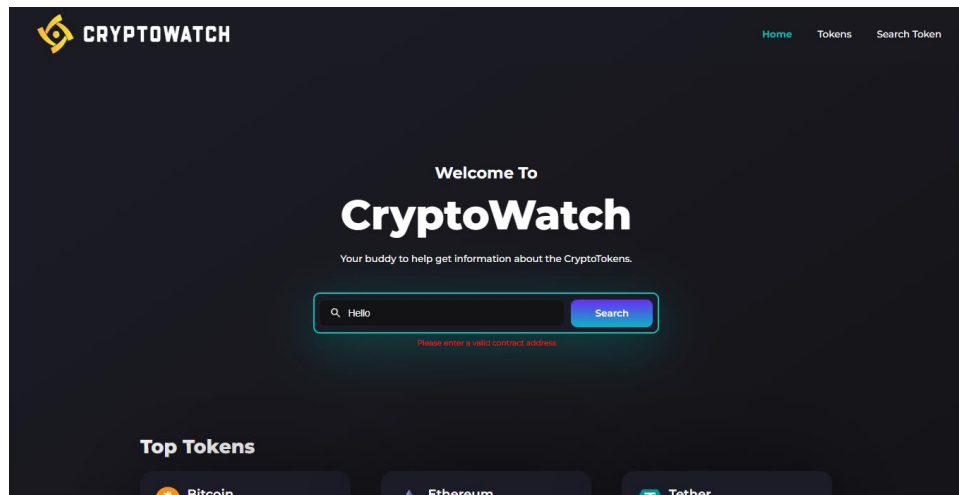 CRYPTOWATCH
Home Tokens Search Token
Welcome To
CryptoWatch
Your buddy to help get information about the CryptoTokens.
Hello Search
Please enter a valid contract address
Top Tokens
Bitcoin Ethereum Tether